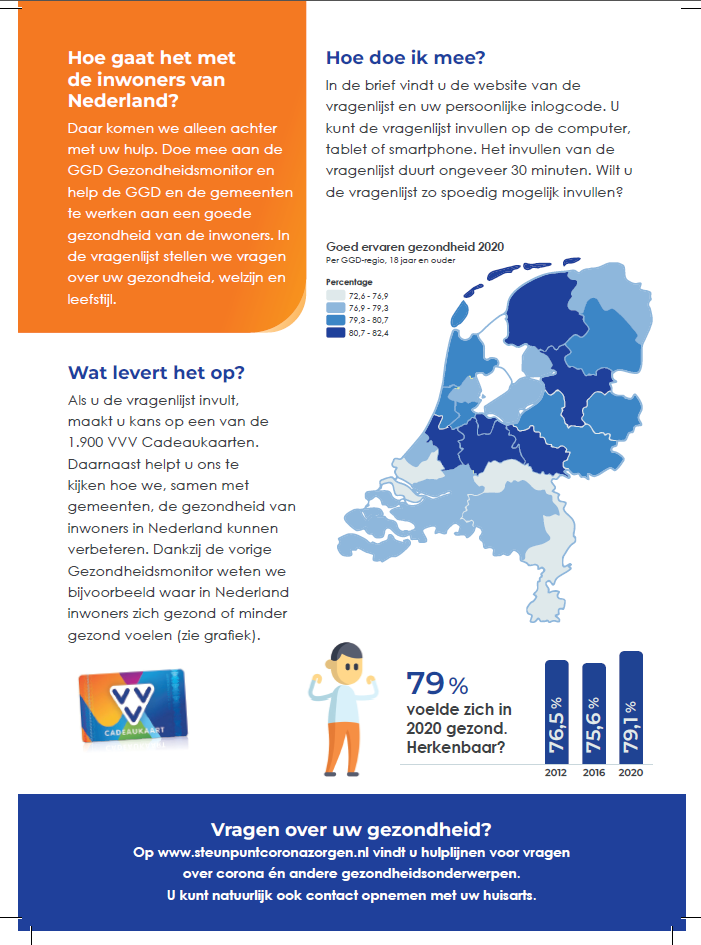 Hoe gaat het met
de inwoners van
Nederland?
Daar komen we alleen achter
met uw hulp. Doe mee aan de
GGD Gezondheidsmonitor en
help de GGD en de gemeenten
te werken aan een goede
gezondheid van de inwoners. In
de vragenlijst stellen we vragen
over uw gezondheid, welzijn en
leefstijl.
Hoe doe ik mee?
In de brief vindt u de website van de
vragenlijst en uw persoonlijke inlogcode. U
kunt de vragenlijst invullen op de computer,
tablet of smartphone. Het invullen van de
vragenlijst duurt ongeveer 30 minuten. Wilt u
de vragenlijst zo spoedig mogelijk invullen?
Goed ervaren gezondheid 2020
Per GGD-regio, 18 jaar en ouder
Percentage
72,6 - 76,9
76,9 - 79,3
79,3 - 80,7
80,7 - 82,4
Wat levert het op?
Als u de vragenlijst invult,
maakt u kans op een van de
1.900 VVV Cadeaukaarten.
Daarnaast helpt u ons te
kijken hoe we, samen met
gemeenten, de gezondheid van
inwoners in Nederland kunnen
verbeteren. Dankzij de vorige
Gezondheidsmonitor weten we
bijvoorbeeld waar in Nederland
inwoners zich gezond of minder
gezond voelen (zie grafiek).
VVV
CADEAUKAART
79 %
voelde zich in
2020 gezond.
Herkenbaar?
76,5 %
75,6 %
79,1 %
2012 2016 2020
Vragen over uw gezondheid?
Op www.steunpuntcoronazorgen.nl vindt u hulplijnen voor vragen
over corona én andere gezondheidsonderwerpen.
U kunt natuurlijk ook contact opnemen met uw huisarts.